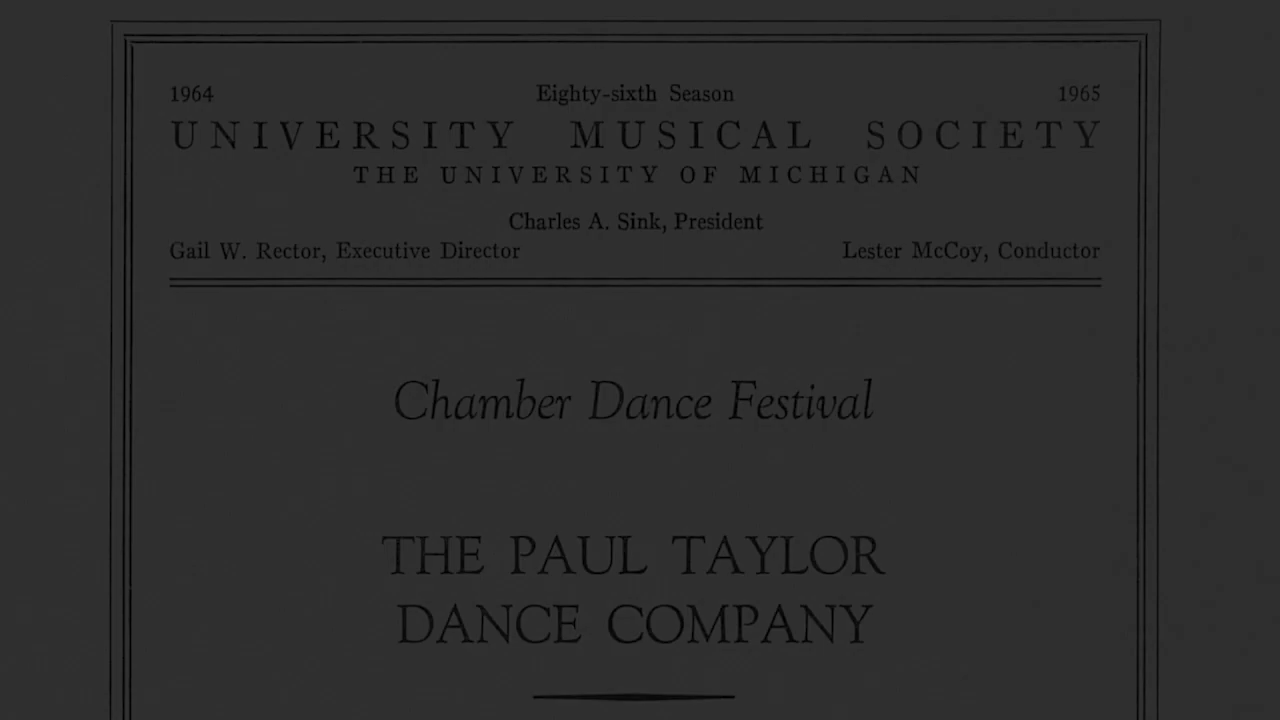 1964 Eighty-sixth Season 1965
UNIVERSITY MUSICAL SOCIETY
THE UNIVERSITY OF MICHIGAN
Charles A. Sink, President
Gail W. Rector, Executive Director Lester McCoy, Conductor
Chamber Dance Festival
THE PAUL TAYLOR
DANCE COMPANY